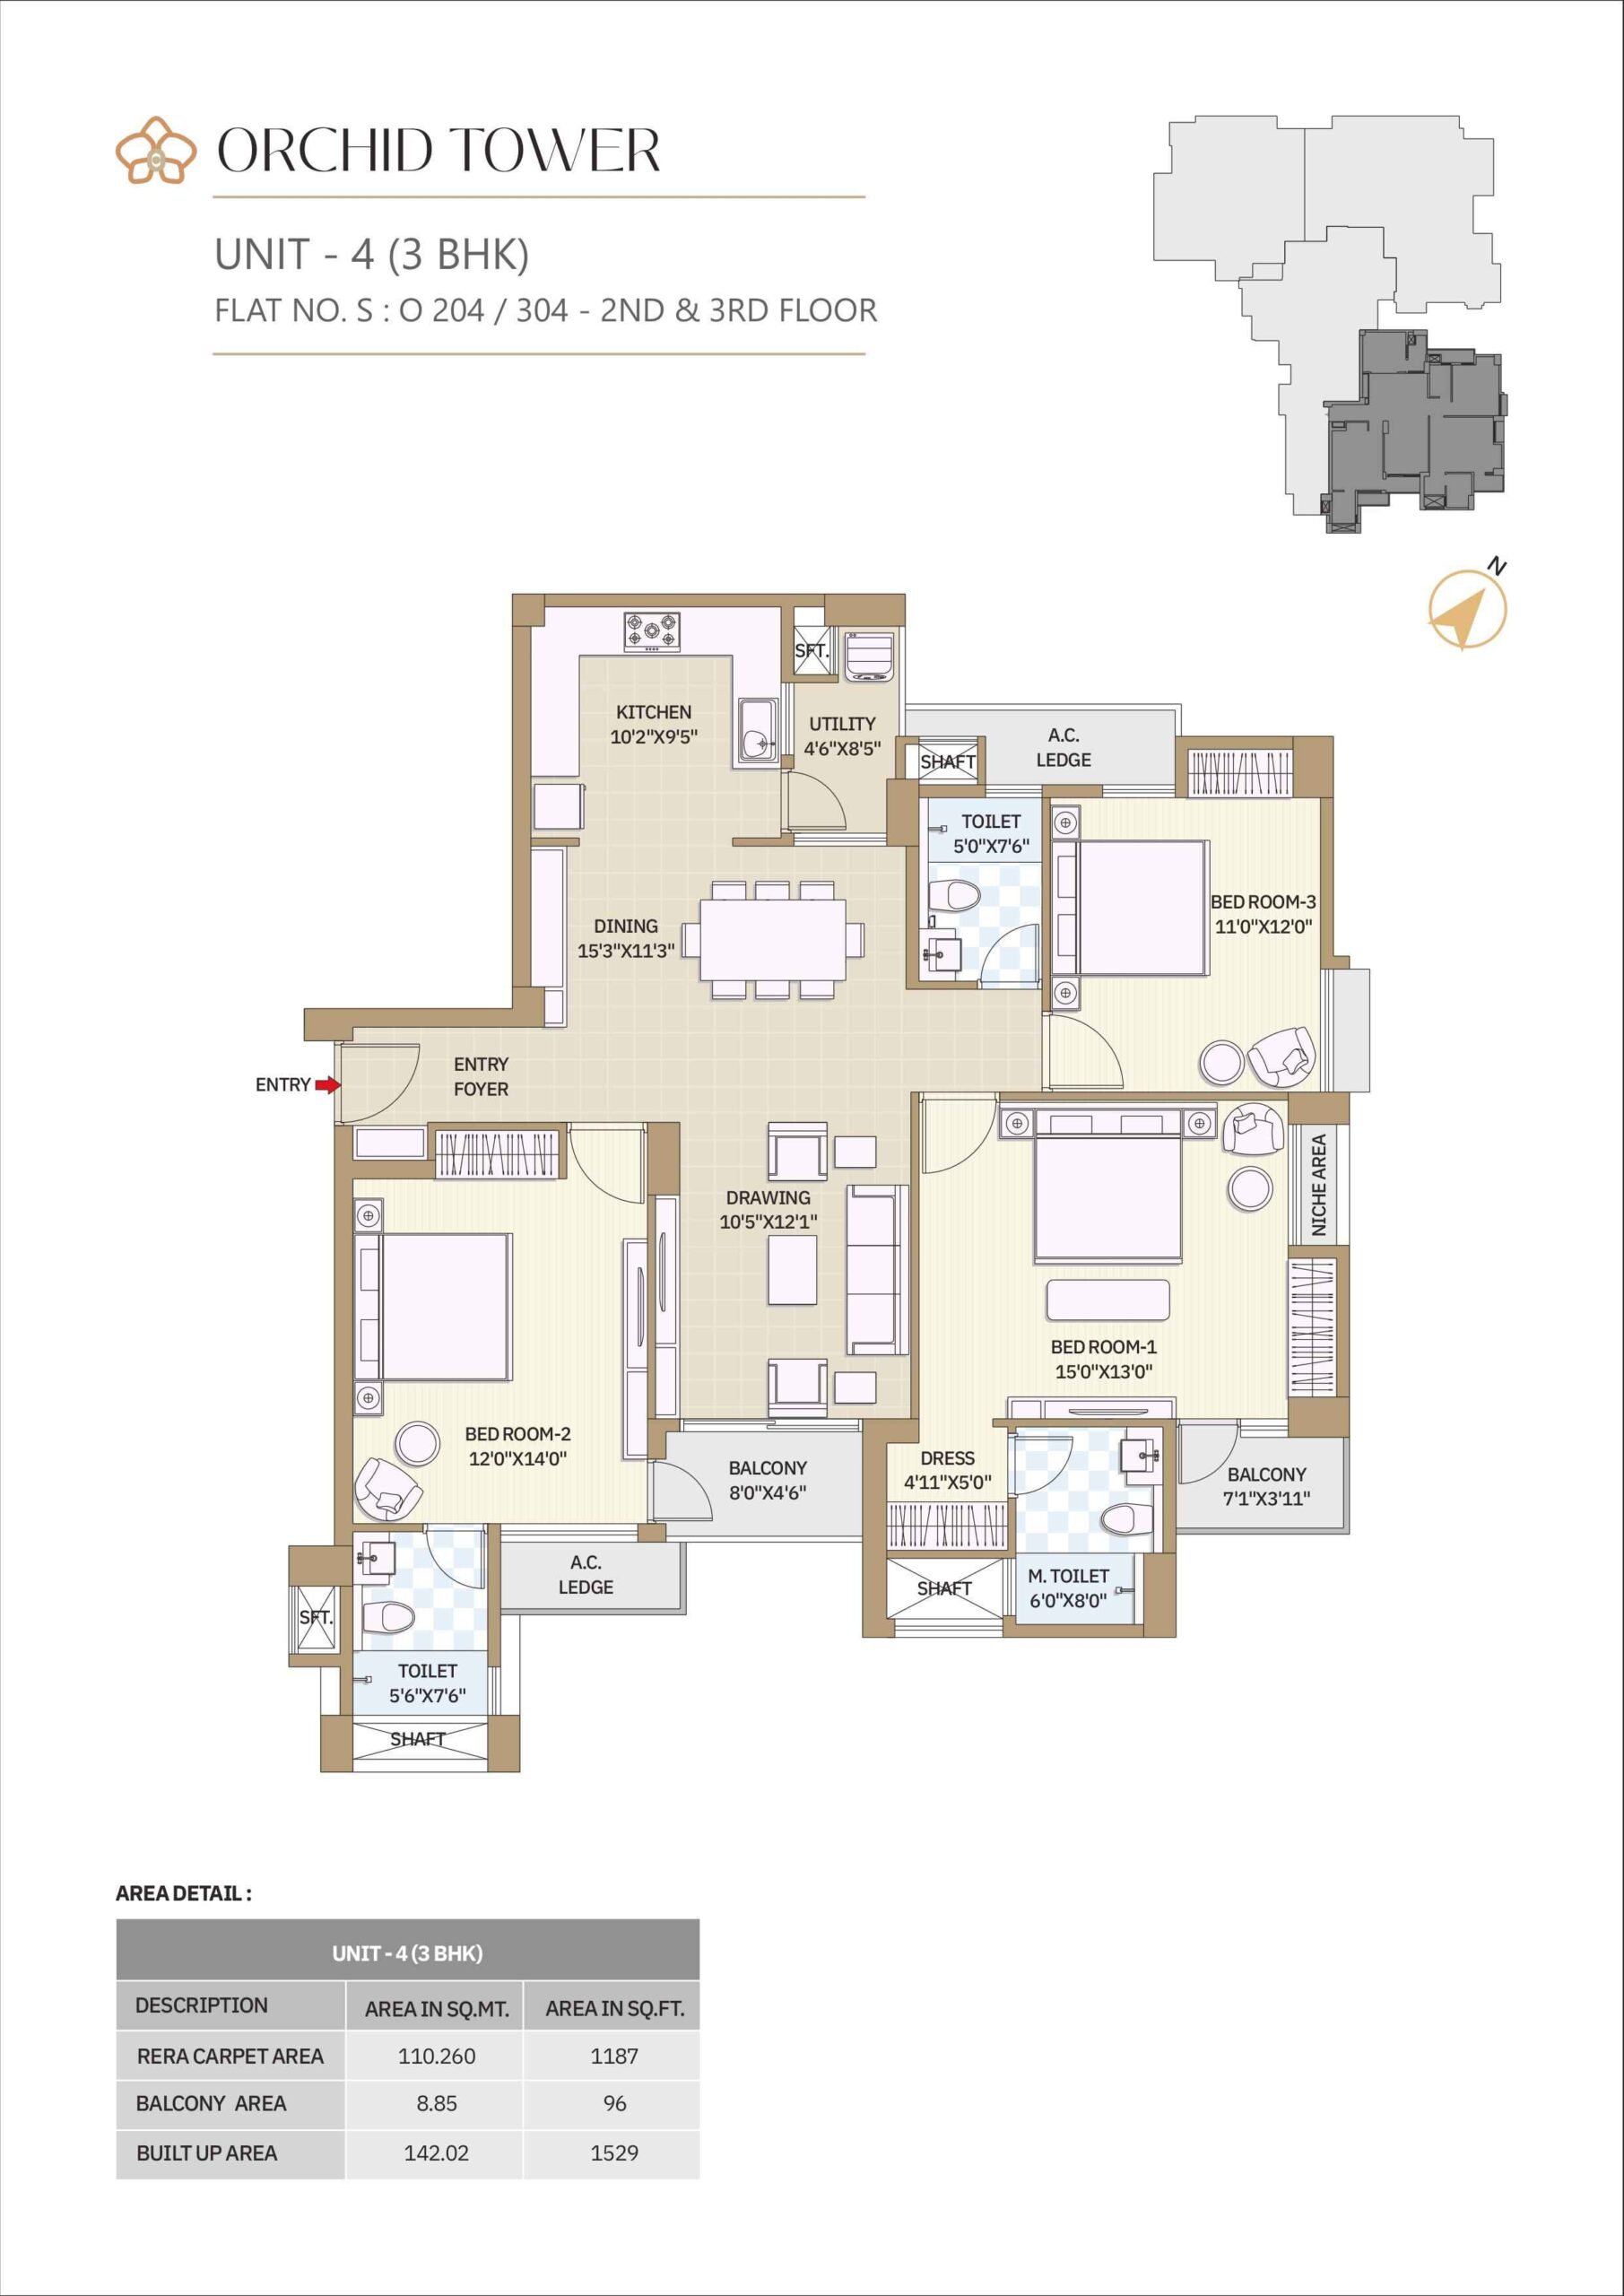 ORCHID TOWER
UNIT - 4 (3 BHK)
FLAT NO. S : O 204 / 304 - 2ND & 3RD FLOOR
N
KITCHEN
10'2"X9'5"
SFT.
UTILITY
4'6"X8'5"
SHAFT
A.C.
LEDGE
TOILET
5'0"X7'6"
BED ROOM-3
11'0"X12'0"
DINING
15'3"X11'3"
ENTRY
ENTRY
FOYER
DRAWING
10'5"X12'1"
NICHE AREA
BED ROOM-1
15'0"X13'0"
BED ROOM-2
12'0"X14'0"
BALCONY
8'0"X4'6"
DRESS
4'11"X5'0"
BALCONY
7'1"X3'11"
A.C.
LEDGE
SHAFT
M. TOILET
6'0"X8'0"
SFT.
TOILET
5'6"X7'6"
SHAFT
AREA DETAIL :
UNIT - 4 (3 BHK)
DESCRIPTION AREA IN SQ.MT. AREA IN SQ.FT.
RERA CARPET AREA 110.260 1187
BALCONY AREA 8.85 96
BUILT UP AREA 142.02 1529